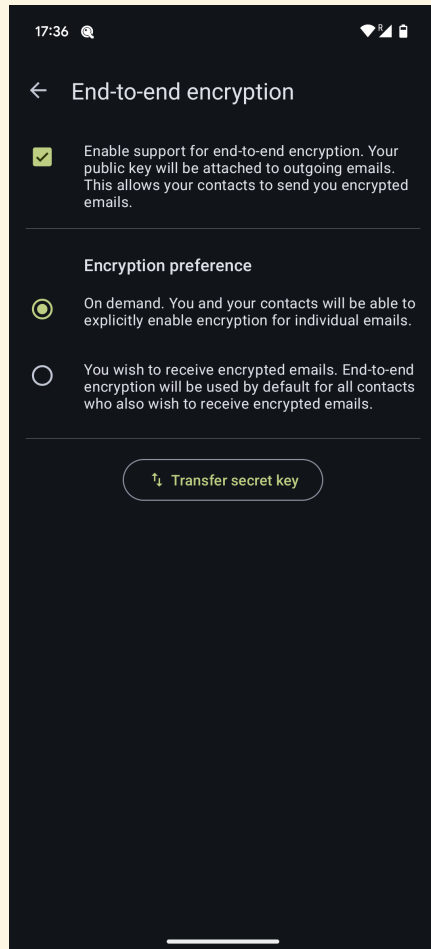 17:36
R
End-to-end encryption
Enable support for end-to-end encryption. Your
public key will be attached to outgoing emails.
This allows your contacts to send you encrypted
emails.
Encryption preference
On demand. You and your contacts will be able to
explicitly enable encryption for individual emails.
You wish to receive encrypted emails. End-to-end
encryption will be used by default for all contacts
who also wish to receive encrypted emails.
Transfer secret key